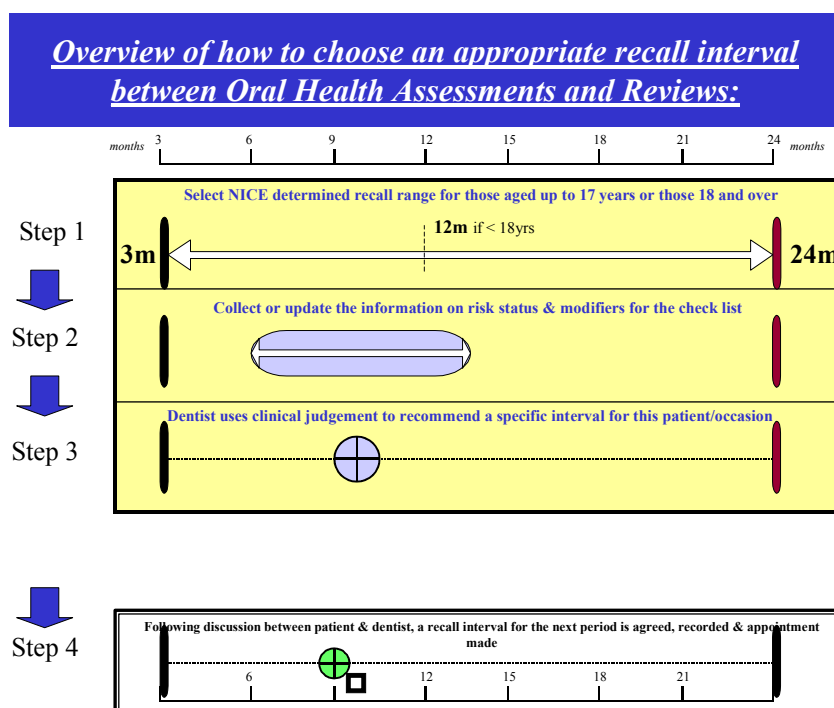 Overview of how to choose an appropriate recall interval
between Oral Health Assessments and Reviews:
months 3 6 9 12 15 18 21 24 months
Select NICE determined recall range for those aged up to 17 years or those 18 and over
Step 1
12m if < 18yrs
3m 24m
Collect or update the information on risk status & modifiers for the check list
Step 2
Dentist uses clinical judgement to recommend a specific interval for this patient/occasion
Step 3
Following discussion between patient & dentist, a recall interval for the next period is agreed, recorded & appointment
made
Step 4
6 12 15 18 21